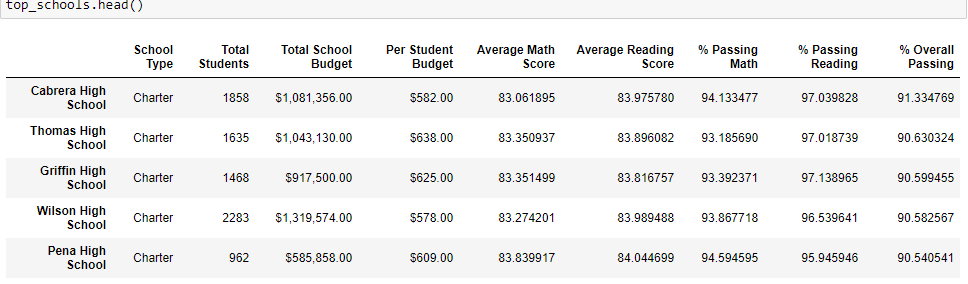 top_schools.head()
School Type Total Students Total School Budget Per Student Budget Average Math Score Average Reading Score % Passing Math % Passing Reading % Overall Passing
Cabrera High School Charter 1858 $1,081,356.00 $582.00 83.061895 83.975780 94.133477 97.039828 91.334769
Thomas High School Charter 1635 $1,043,130.00 $638.00 83.350937 83.896082 93.185690 97.018739 90.630324
Griffin High School Charter 1468 $917,500.00 $625.00 83.351499 83.816757 93.392371 97.138965 90.599455
Wilson High School Charter 2283 $1,319,574.00 $578.00 83.274201 83.989488 93.867718 96.539641 90.582567
Pena High School Charter 962 $585,858.00 $609.00 83.839917 84.044699 94.594595 95.945946 90.540541